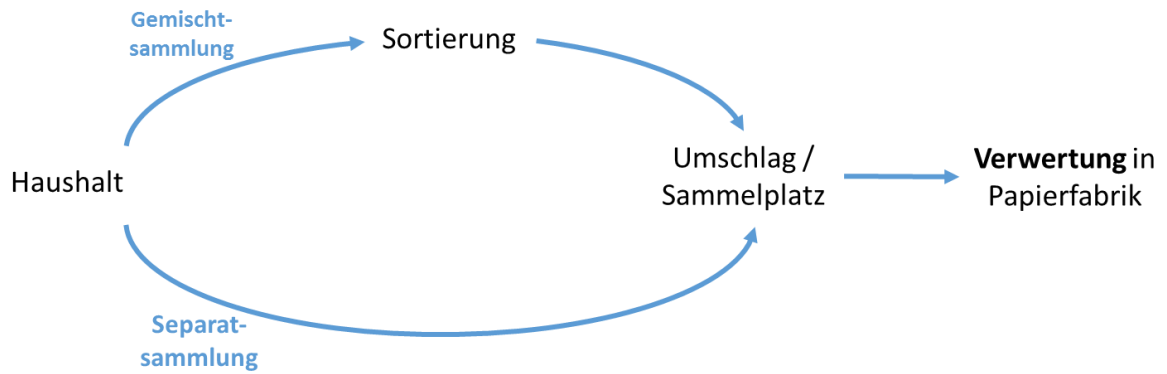 Gemischt-
sammlung
Sortierung
Haushalt
Umschlag /
Sammelplatz
Verwertung in
Papierfabrik
Separat-
sammlung